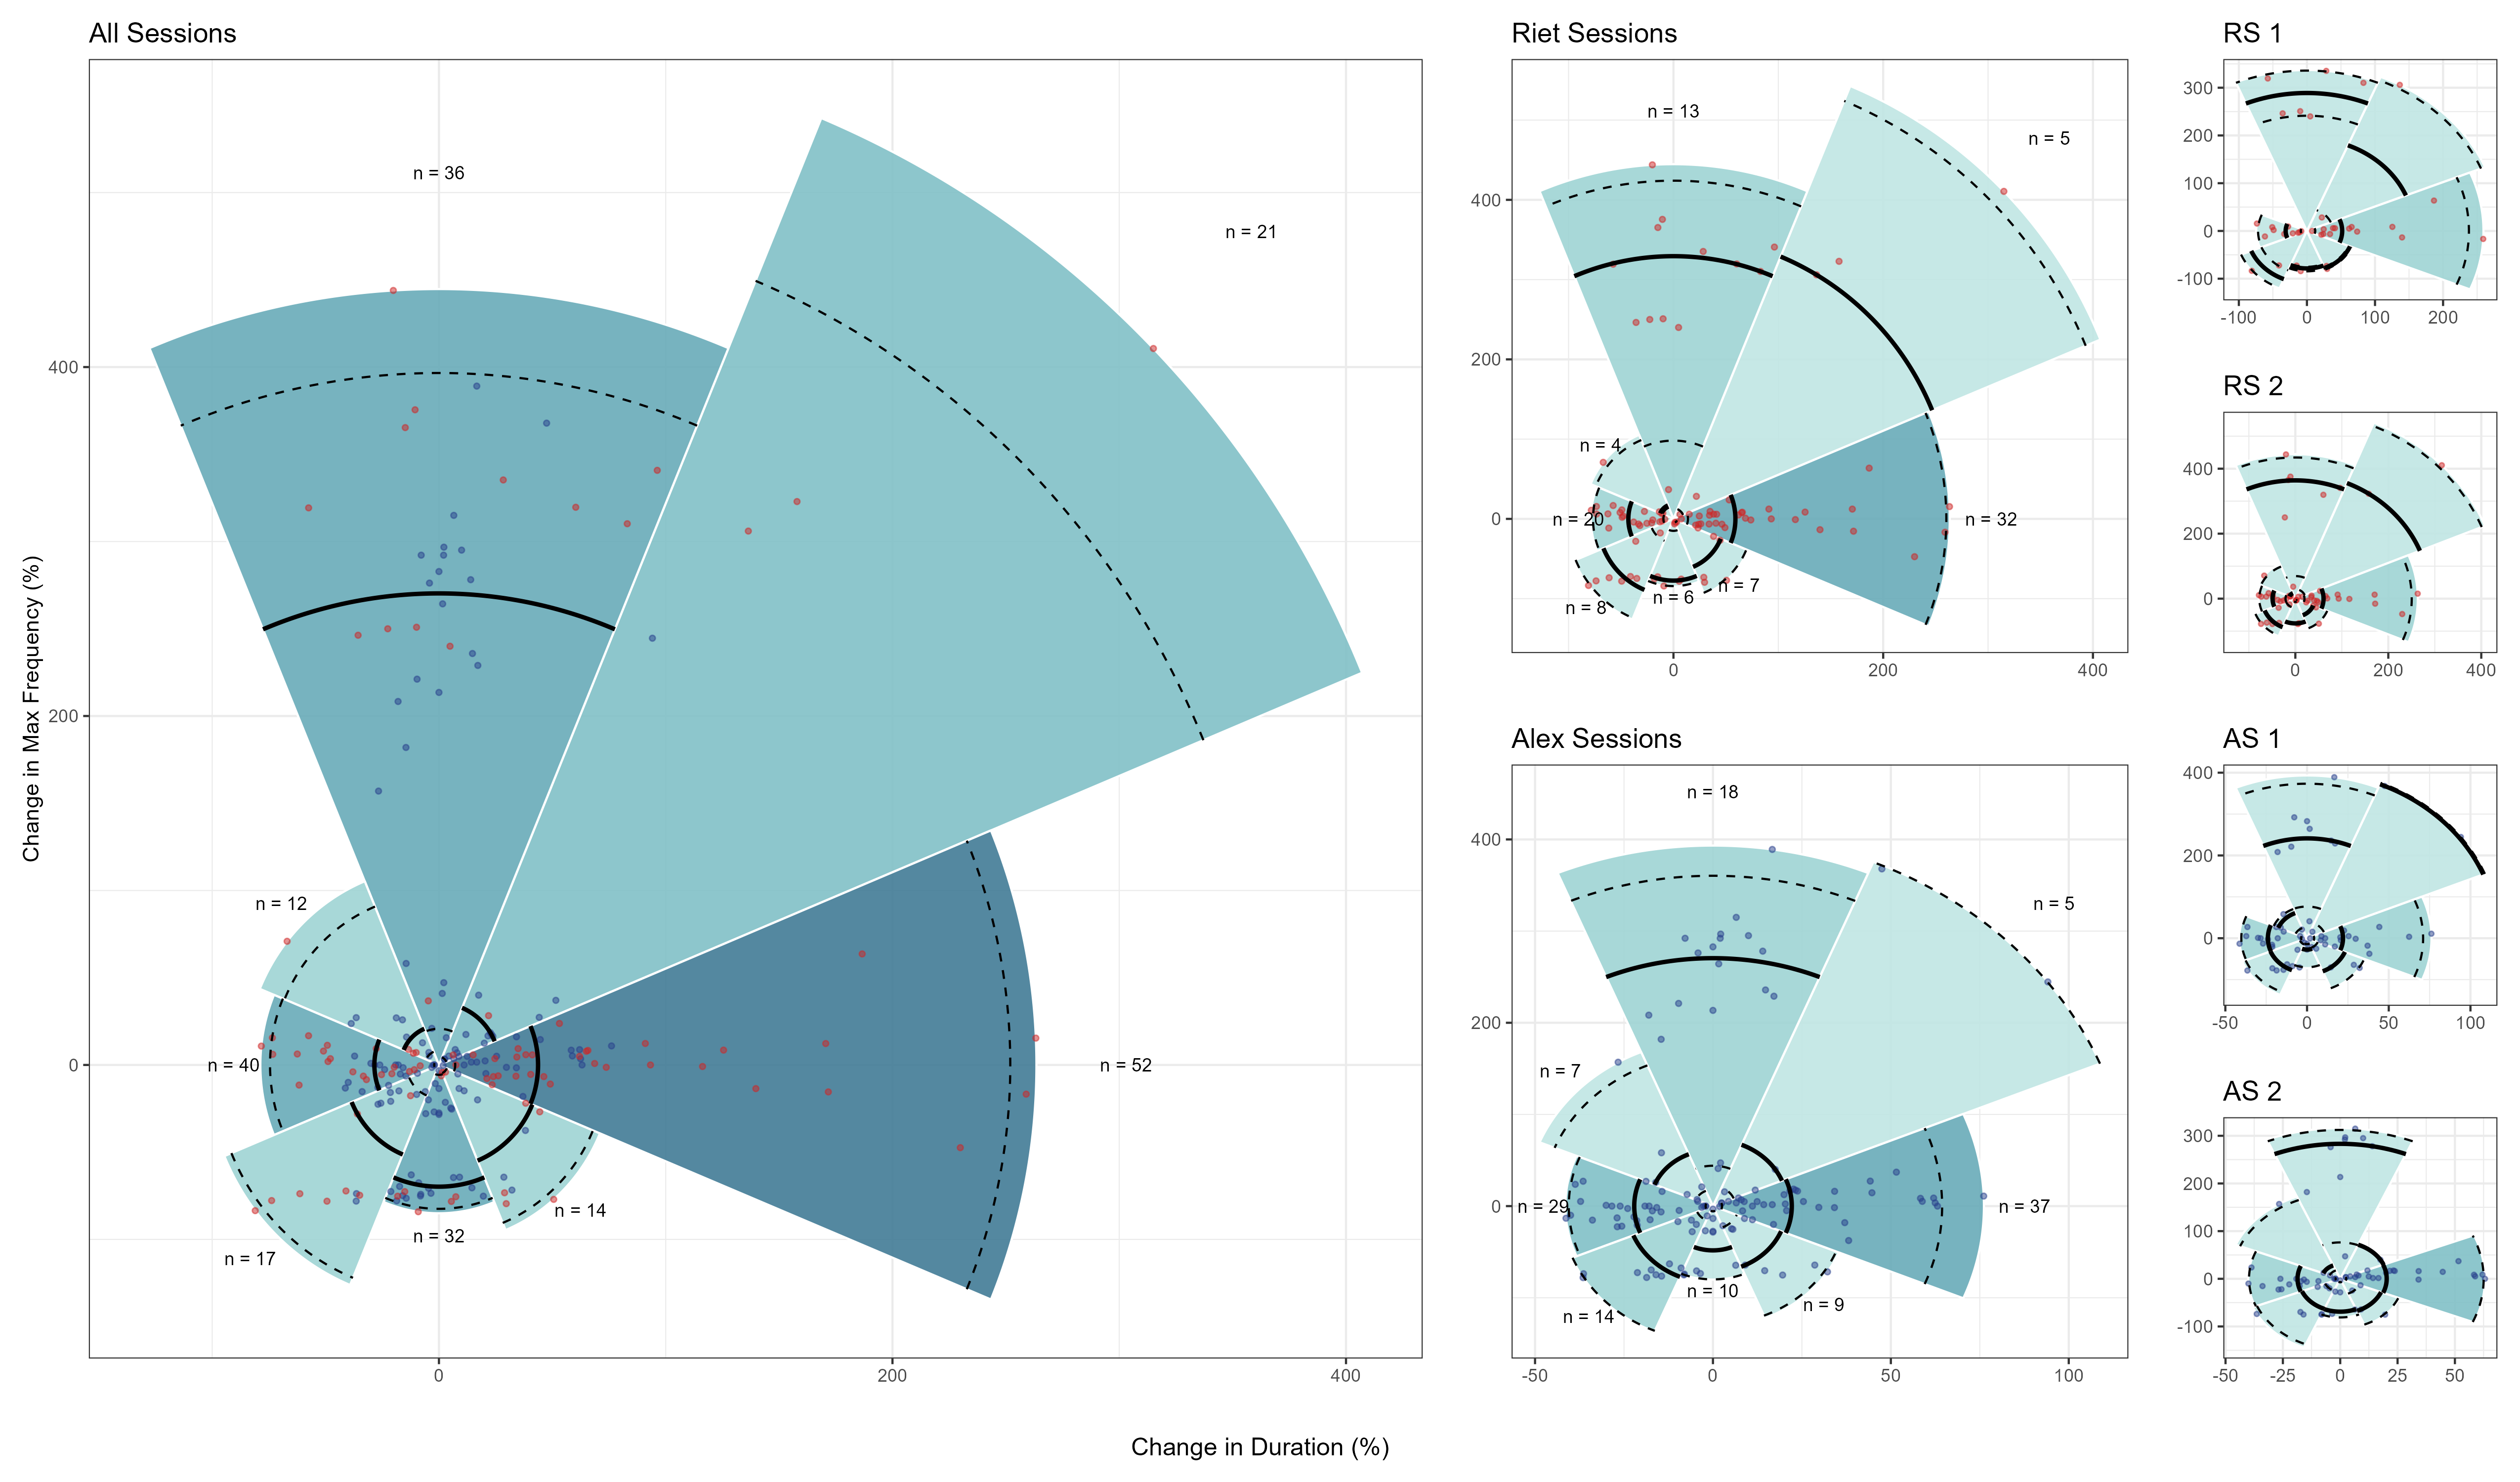 All Sessions
Change in Max Frequency (%)
400
200
0
0
200
400
n = 36
n = 21
n = 12
n = 40
n = 52
n = 14
n = 32
n = 17
Riet Sessions
400
200
0
0
200
400
n = 13
n = 5
n = 4
n = 20
n = 32
n = 7
n = 6
n = 8
Alex Sessions
400
200
0
-50
0
50
100
n = 18
n = 5
n = 7
n = 29
n = 37
n = 10
n = 9
n = 14
RS 1
300
200
100
0
-100
-100
0
100
200
RS 2
400
200
0
0
200
400
AS 1
400
200
0
-50
0
50
100
AS 2
300
200
100
0
-100
-50
-25
0
25
50
Change in Duration (%)